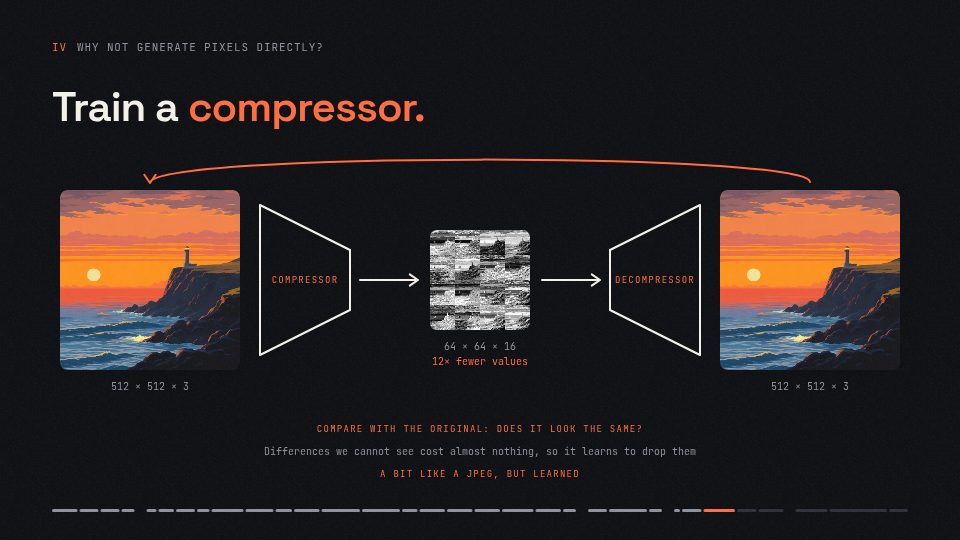 IV WHY NOT GENERATE PIXELS DIRECTLY?
Train a compressor.
COMPRESSOR
DECOMPRESSOR
64 × 64 × 16
12× fewer values
512 × 512 × 3
512 × 512 × 3
COMPARE WITH THE ORIGINAL: DOES IT LOOK THE SAME?
Differences we cannot see cost almost nothing, so it learns to drop them
A BIT LIKE A JPEG, BUT LEARNED